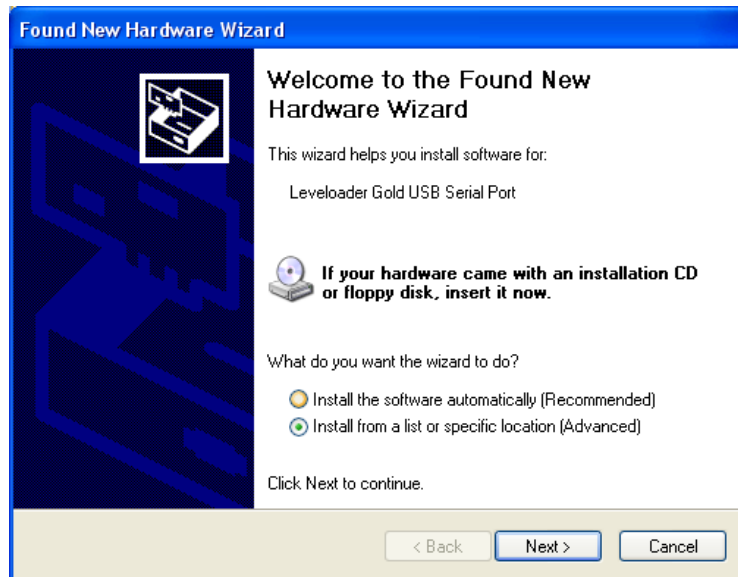 Found New Hardware Wizard
Welcome to the Found New
Hardware Wizard
This wizard helps you install software for:
Leveloader Gold USB Serial Port
If your hardware came with an installation CD
or floppy disk, insert it now.
What do you want the wizard to do?
Install the software automatically (Recommended)
Install from a list or specific location (Advanced)
Click Next to continue.
< Back
Next >
Cancel